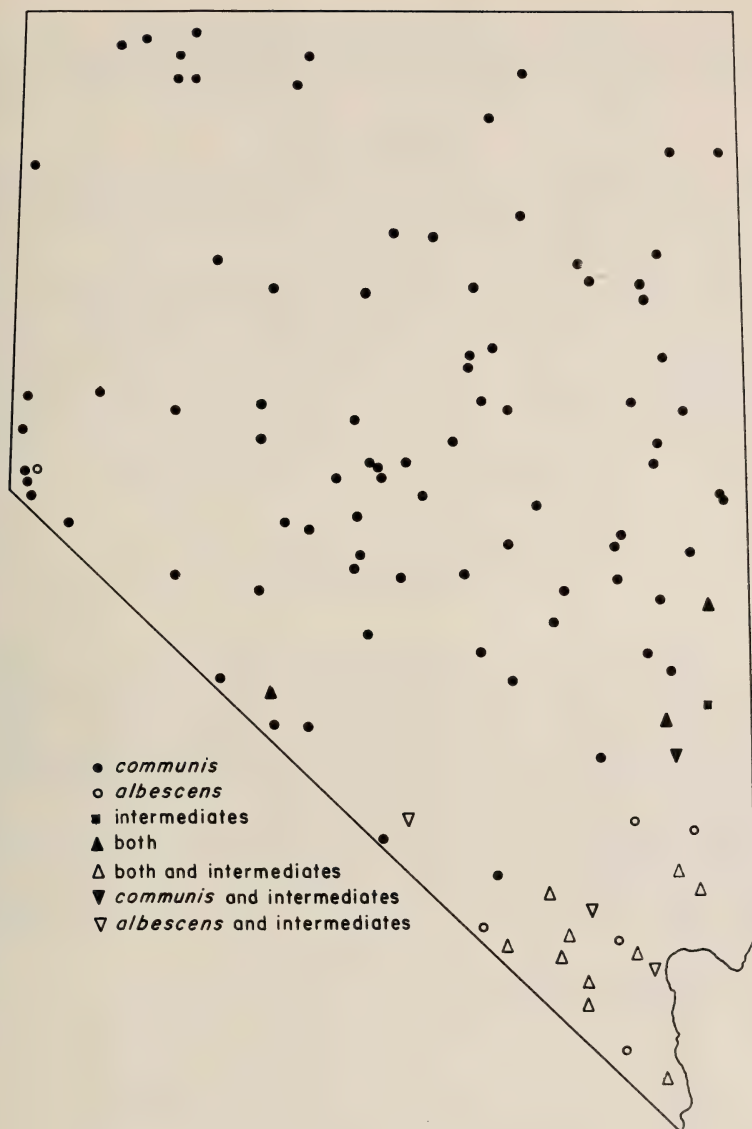 communis
albescens
intermediates
both
both and intermediates
communis and intermediates
albescens and intermediates